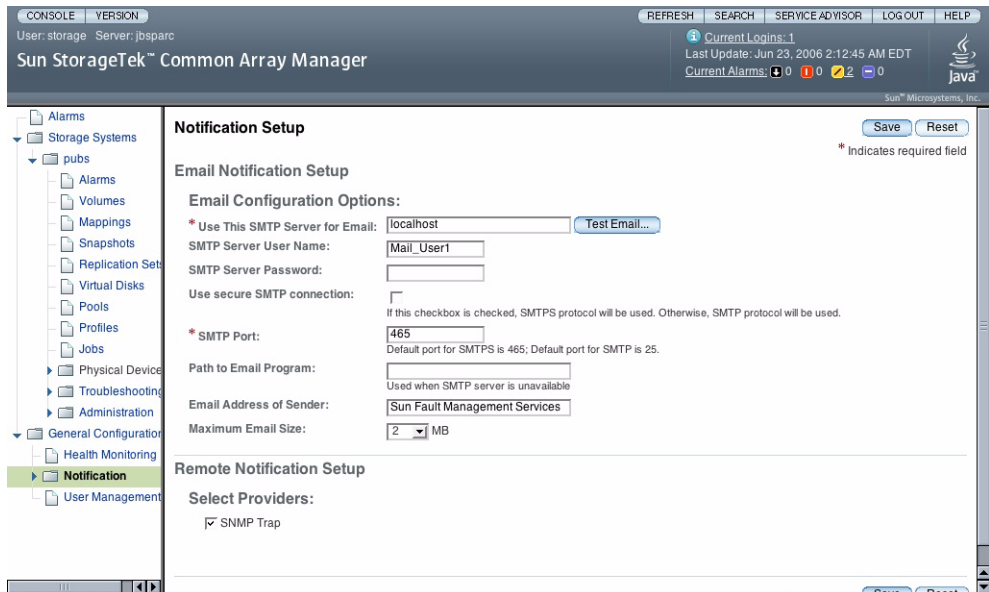 CONSOLE VERSION
REFRESH SEARCH SERVICE ADVISOR LOG OUT HELP
User: storage Server: jbsparc
Sun StorageTek™ Common Array Manager
Current Logins: 1
Last Update: Jun 23, 2006 2:12:45 AM EDT
Current Alarms: 0 0 2 0
Java™
Sun™ Microsystems, Inc.
Alarms
Storage Systems
pubs
Alarms
Volumes
Mappings
Snapshots
Replication Sets
Virtual Disks
Pools
Profiles
Jobs
Physical Device
Troubleshooting
Administration
General Configuration
Health Monitoring
Notification
User Management
Notification Setup
Save Reset
* Indicates required field
Email Notification Setup
Email Configuration Options:
* Use This SMTP Server for Email: localhost Test Email...
SMTP Server User Name: Mail_User1
SMTP Server Password:
Use secure SMTP connection:
If this checkbox is checked, SMTPS protocol will be used. Otherwise, SMTP protocol will be used.
* SMTP Port: 465
Default port for SMTPS is 465; Default port for SMTP is 25.
Path to Email Program:
Used when SMTP server is unavailable
Email Address of Sender: Sun Fault Management Services
Maximum Email Size: 2 MB
Remote Notification Setup
Select Providers:
SNMP Trap
Save Reset